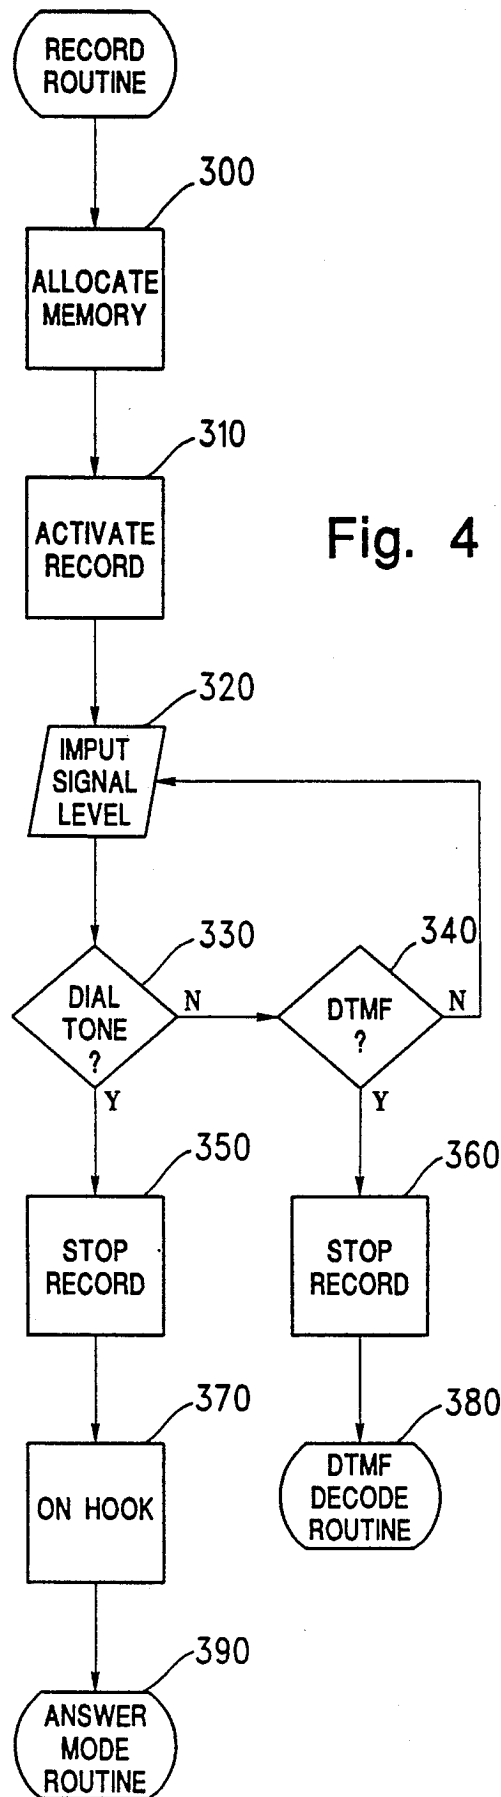 RECORD
ROUTINE
300
ALLOCATE
MEMORY
310
ACTIVATE
RECORD
Fig. 4
320
IMPUT
SIGNAL
LEVEL
330
DIAL
TONE
?
N
Y
340
DTMF
?
N
Y
350
STOP
RECORD
360
STOP
RECORD
370
ON HOOK
380
DTMF
DECODE
ROUTINE
390
ANSWER
MODE
ROUTINE